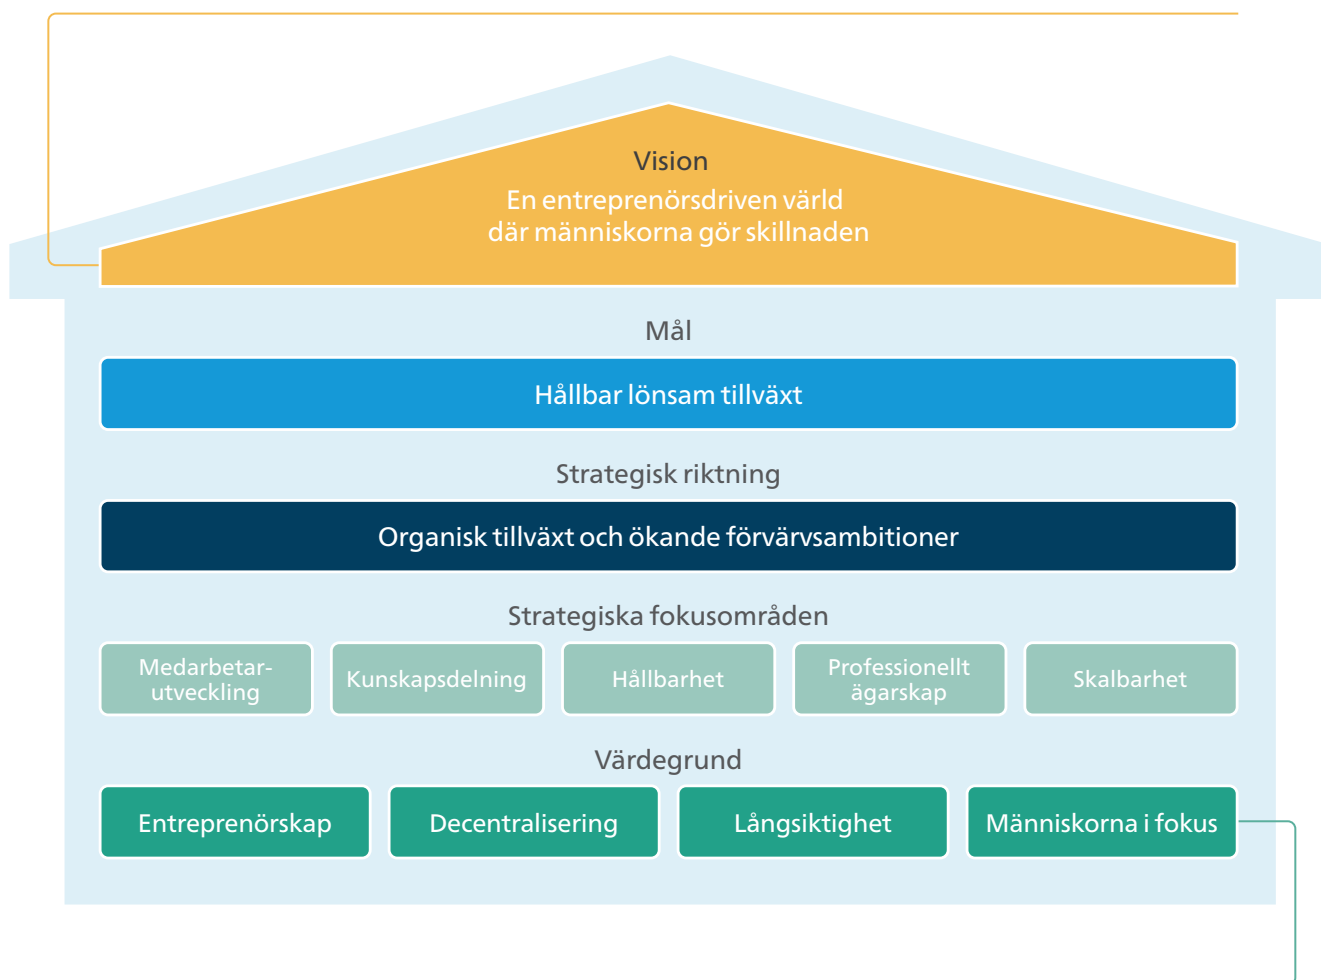 Vision
En entreprenörsdriven värld
där människorna gör skillnaden
Mål
Hållbar lönsam tillväxt
Strategisk riktning
Organisk tillväxt och ökande förvärvsambitioner
Strategiska fokusområden
Medarbetar-
utveckling
Kunskapsdelning
Hållbarhet
Professionellt
ägarskap
Skalbarhet
Värdegrund
Entreprenörskap
Decentralisering
Långsiktighet
Människorna i fokus